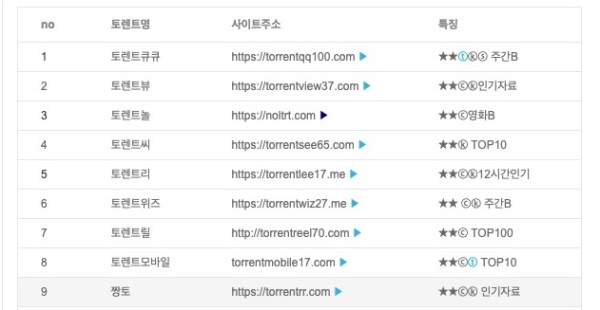 no 토렌트명 사이트주소 특징
1 토렌트큐큐 https://torrentqq100.com ▶ ★★ⓣⓚⓢ 주간B
2 토렌트뷰 https://torrentview37.com ▶ ★★ⓒⓚ인기자료
3 토렌트놀 https://noltrt.com ▶ ★★ⓒ영화B
4 토렌트씨 https://torrentsee65.com ▶ ★★ⓚ TOP10
5 토렌트리 https://torrentlee17.me ▶ ★★ⓒⓚ12시간인기
6 토렌트위즈 https://torrentwiz27.me ▶ ★★ ⓒⓚ 주간B
7 토렌트릴 http://torrentreel70.com ▶ ★★ⓒ TOP100
8 토렌트모바일 torrentmobile17.com ▶ ★★ⓒⓣ TOP10
9 짱토 https://torrentrr.com ▶ ★★ⓒⓚ 인기자료